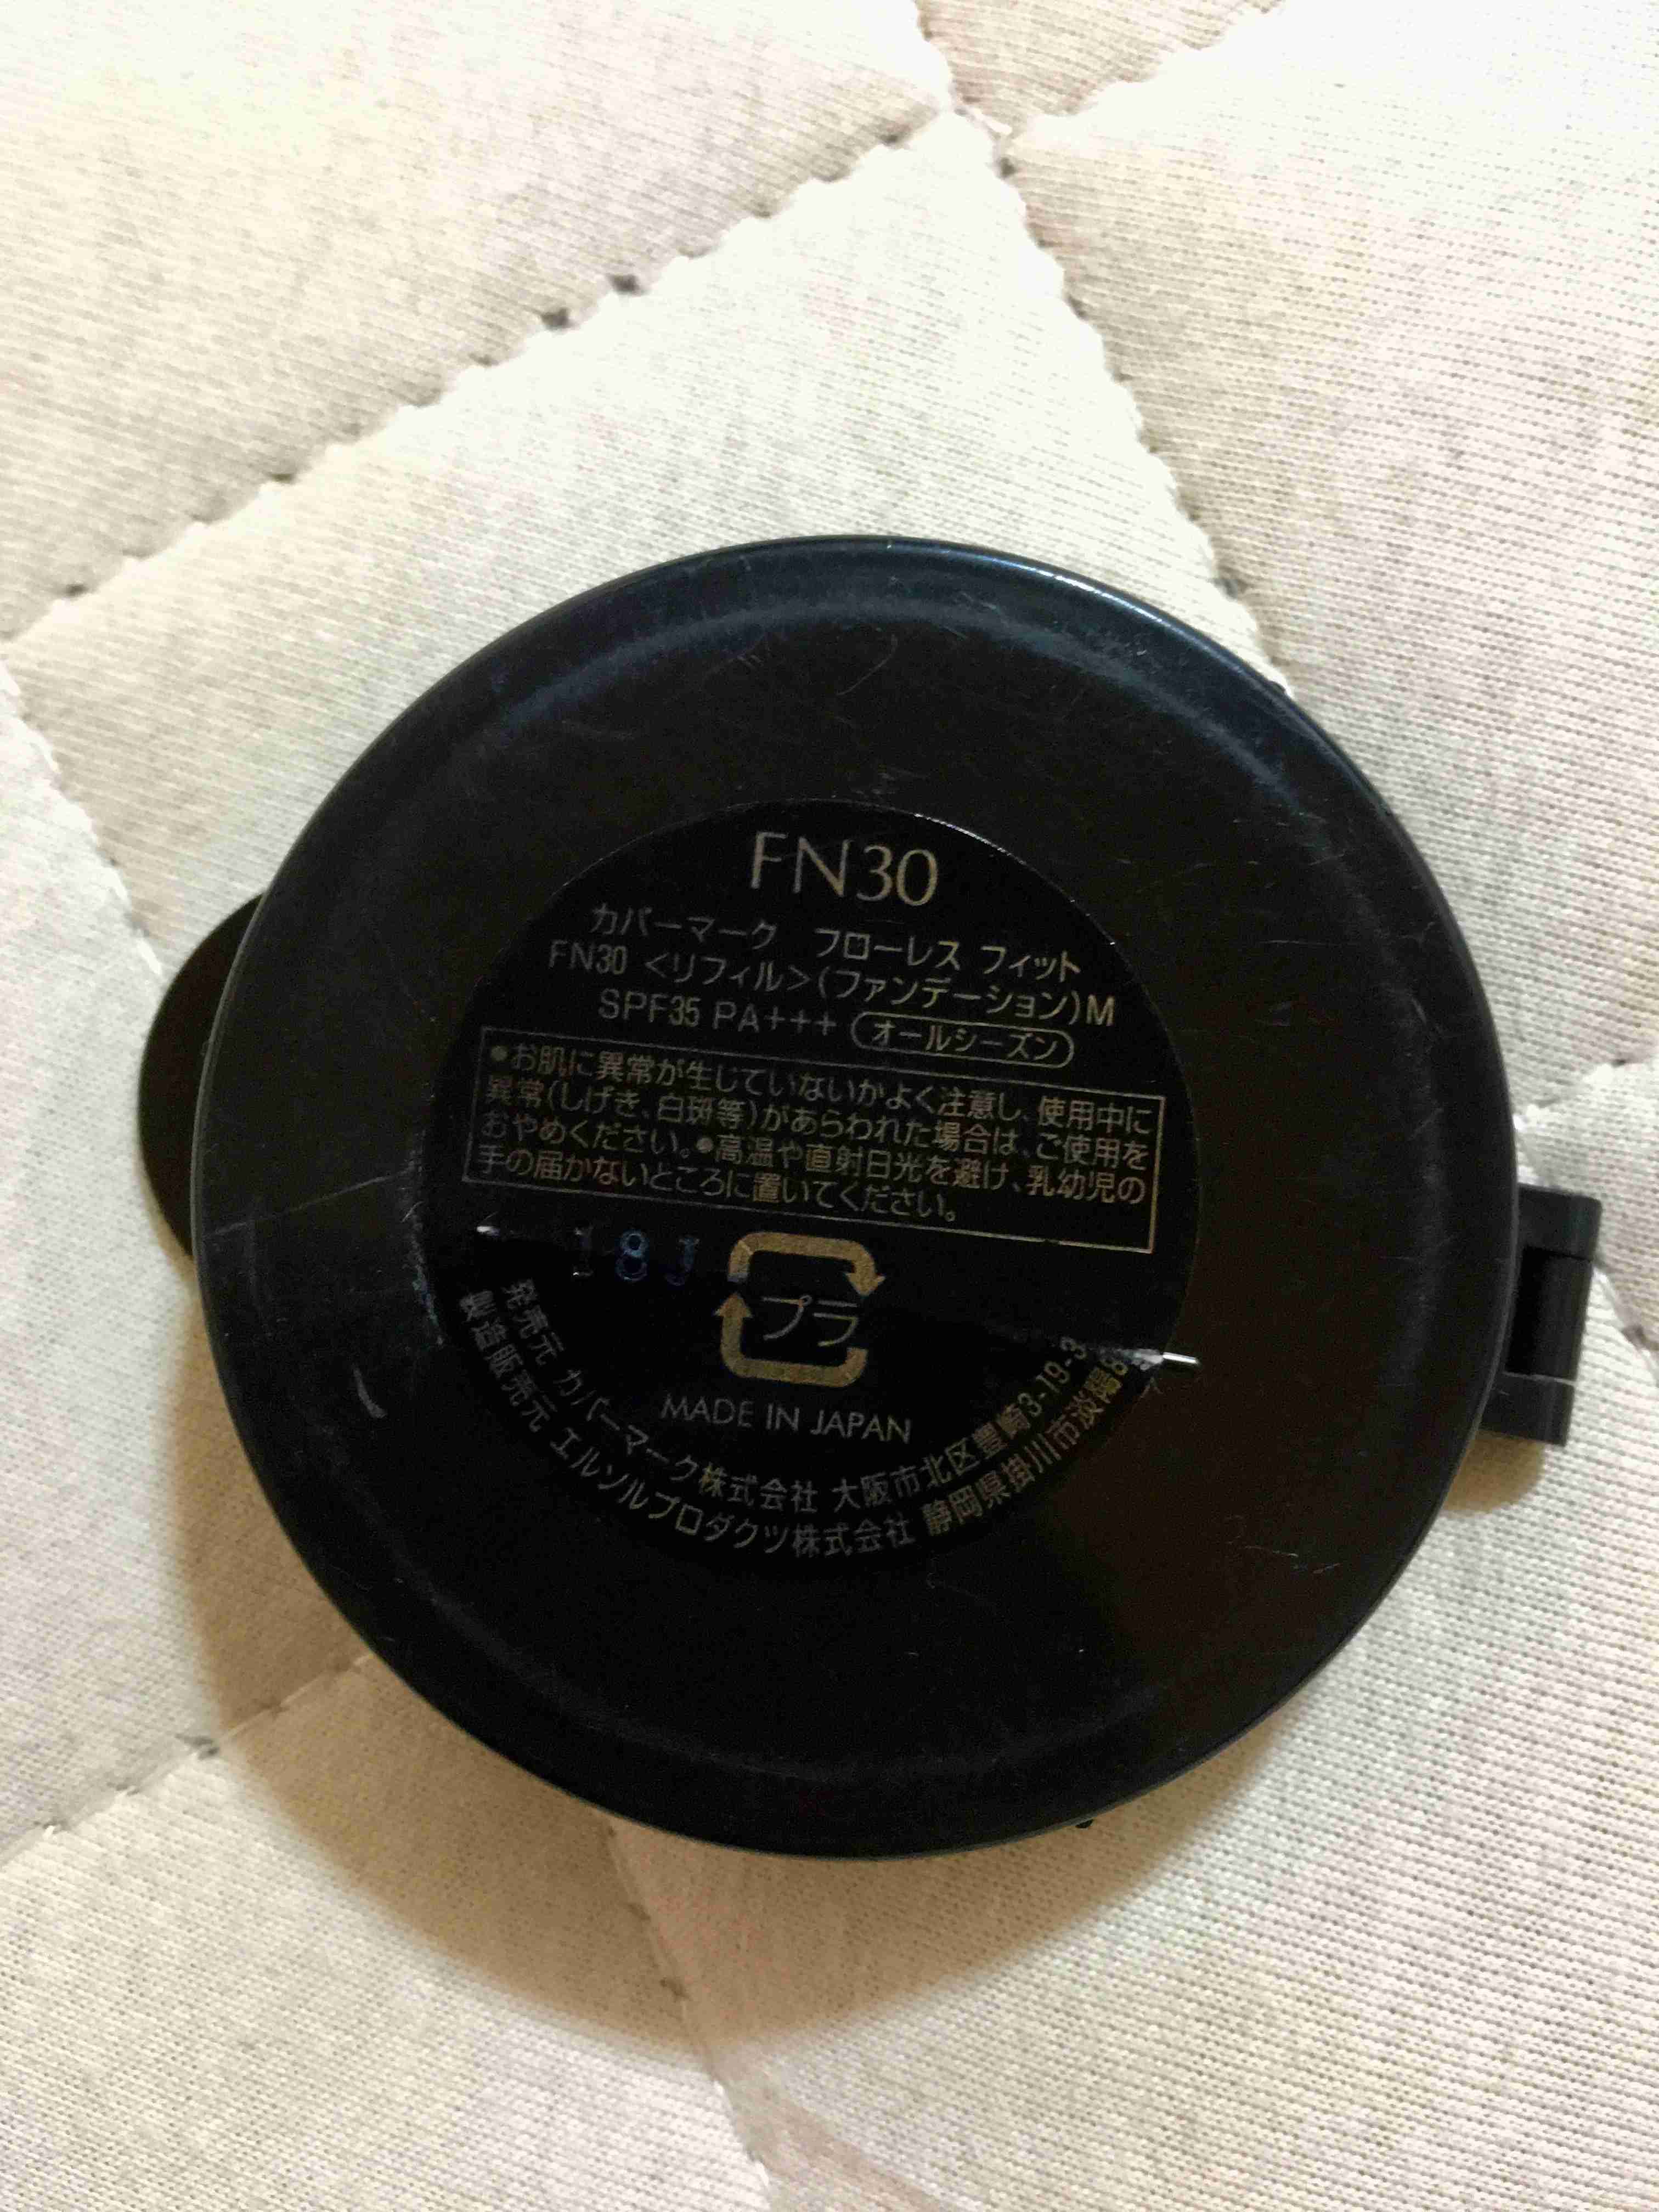 FN30
カバーマーク フローレス フィット
FN30 <リフィル>(ファンデーション)M
SPF35 PA+++ オールシーズン
●お肌に異常が生じていないかよく注意し、使用中に
異常(しげき、白斑等)があらわれた場合は、ご使用を
おやめください。●高温や直射日光を避け、乳幼児の
手の届かないところに置いてください。
18J
プラ
MADE IN JAPAN
発売元 カバーマーク株式会社 大阪市北区豊崎3-19-3
製造販売元 エルソルプロダクツ株式会社 静岡県掛川市淡陽8